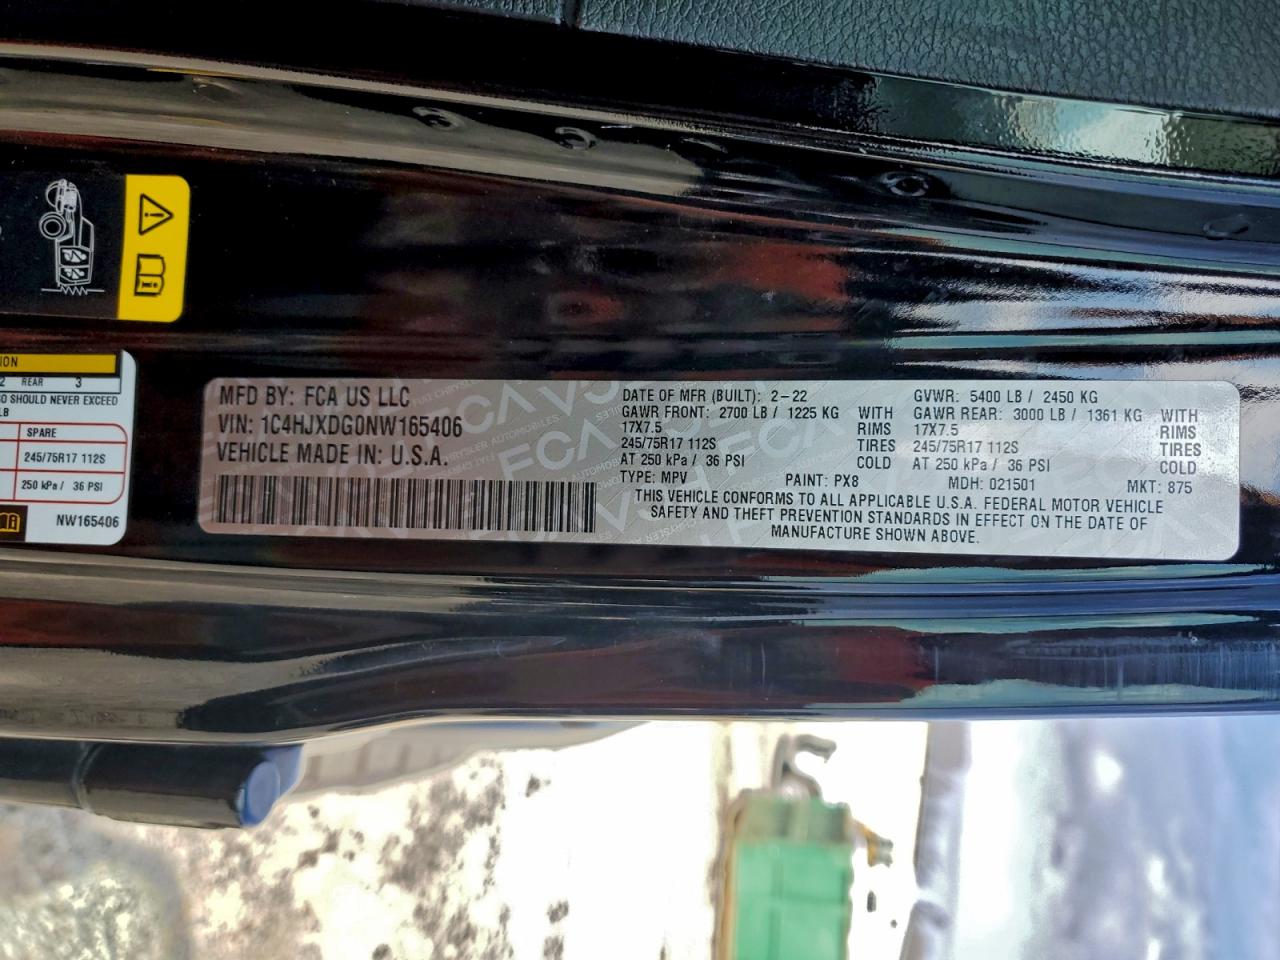 ION
2 REAR 3
SO SHOULD NEVER EXCEED
LB
SPARE
245/75R17 112S
250 kPa / 36 PSI
NW165406
MFD BY: FCA US LLC
VIN: 1C4HJXDG0NW165406
VEHICLE MADE IN: U.S.A.
DATE OF MFR (BUILT): 2-22 GVWR: 5400 LB / 2450 KG
GAWR FRONT: 2700 LB / 1225 KG WITH GAWR REAR: 3000 LB / 1361 KG WITH
17X7.5 RIMS 17X7.5 RIMS
245/75R17 112S TIRES 245/75R17 112S TIRES
AT 250 kPa / 36 PSI COLD AT 250 kPa / 36 PSI COLD
TYPE: MPV PAINT: PX8 MDH: 021501 MKT: 875
THIS VEHICLE CONFORMS TO ALL APPLICABLE U.S.A. FEDERAL MOTOR VEHICLE
SAFETY AND THEFT PREVENTION STANDARDS IN EFFECT ON THE DATE OF
MANUFACTURE SHOWN ABOVE.